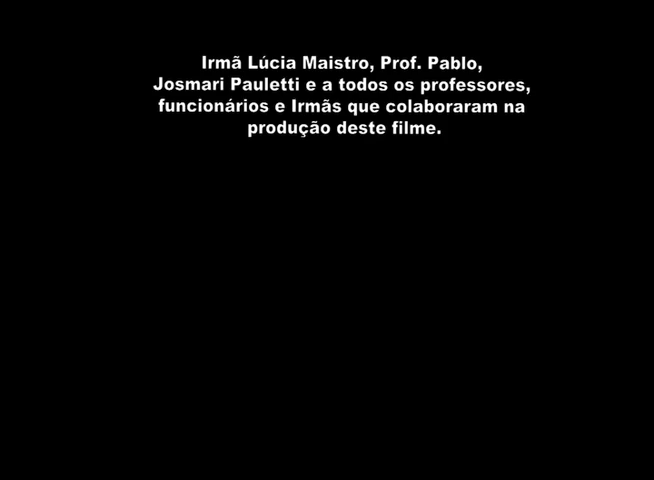 Irmã Lúcia Maistro, Prof. Pablo,
Josmari Pauletti e a todos os professores,
funcionários e Irmãs que colaboraram na
produção deste filme.